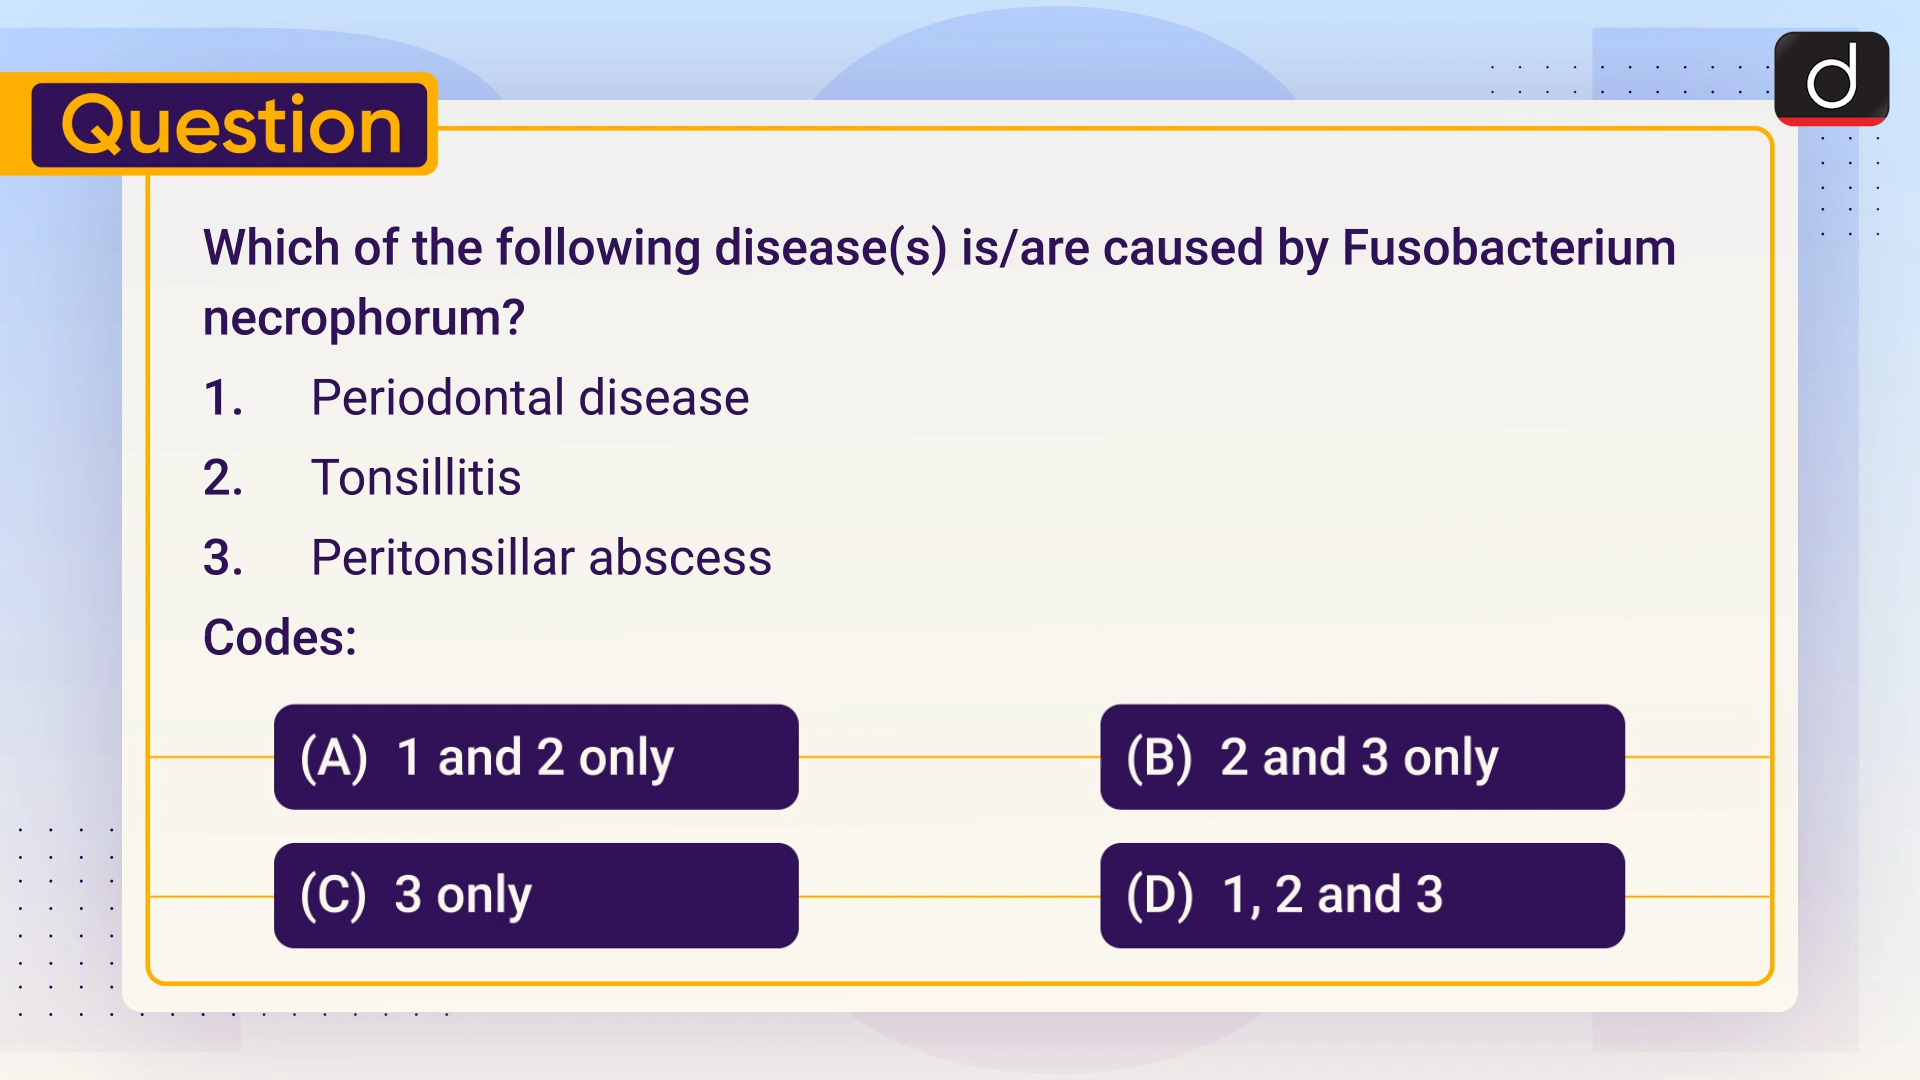 Question
d
Which of the following disease(s) is/are caused by Fusobacterium
necrophorum?
1. Periodontal disease
2. Tonsillitis
3. Peritonsillar abscess
Codes:
(A) 1 and 2 only
(B) 2 and 3 only
(C) 3 only
(D) 1, 2 and 3